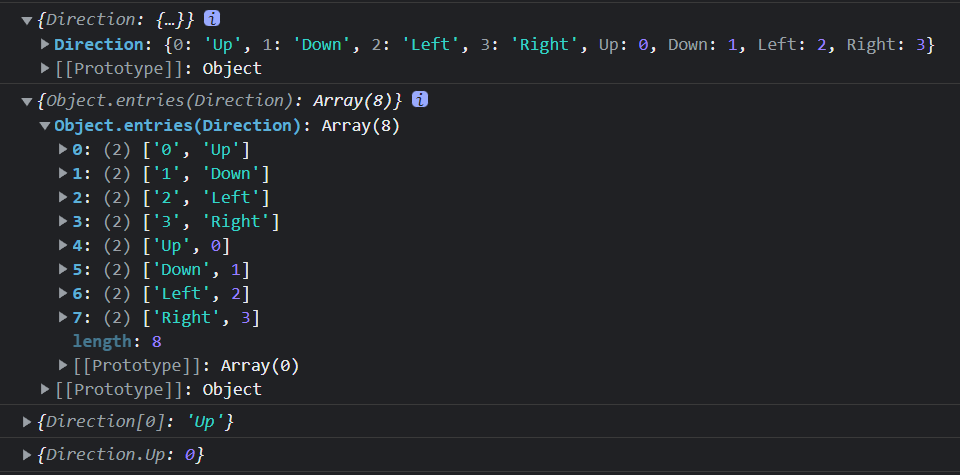 {Direction: {…}} i
Direction: {0: 'Up', 1: 'Down', 2: 'Left', 3: 'Right', Up: 0, Down: 1, Left: 2, Right: 3}
[[Prototype]]: Object
{Object.entries(Direction): Array(8)} i
Object.entries(Direction): Array(8)
0: (2) ['0', 'Up']
1: (2) ['1', 'Down']
2: (2) ['2', 'Left']
3: (2) ['3', 'Right']
4: (2) ['Up', 0]
5: (2) ['Down', 1]
6: (2) ['Left', 2]
7: (2) ['Right', 3]
length: 8
[[Prototype]]: Array(0)
[[Prototype]]: Object
{Direction[0]: 'Up'}
{Direction.Up: 0}